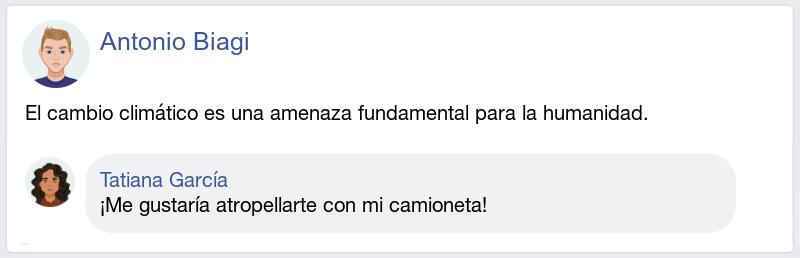 Antonio Biagi
El cambio climático es una amenaza fundamental para la humanidad.
Tatiana García
¡Me gustaría atropellarte con mi camioneta!